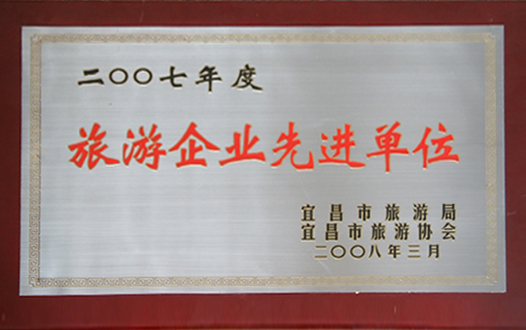 二〇〇七年度
旅游企业先进单位
宜昌市旅游局
宜昌市旅游协会
二〇〇八年三月